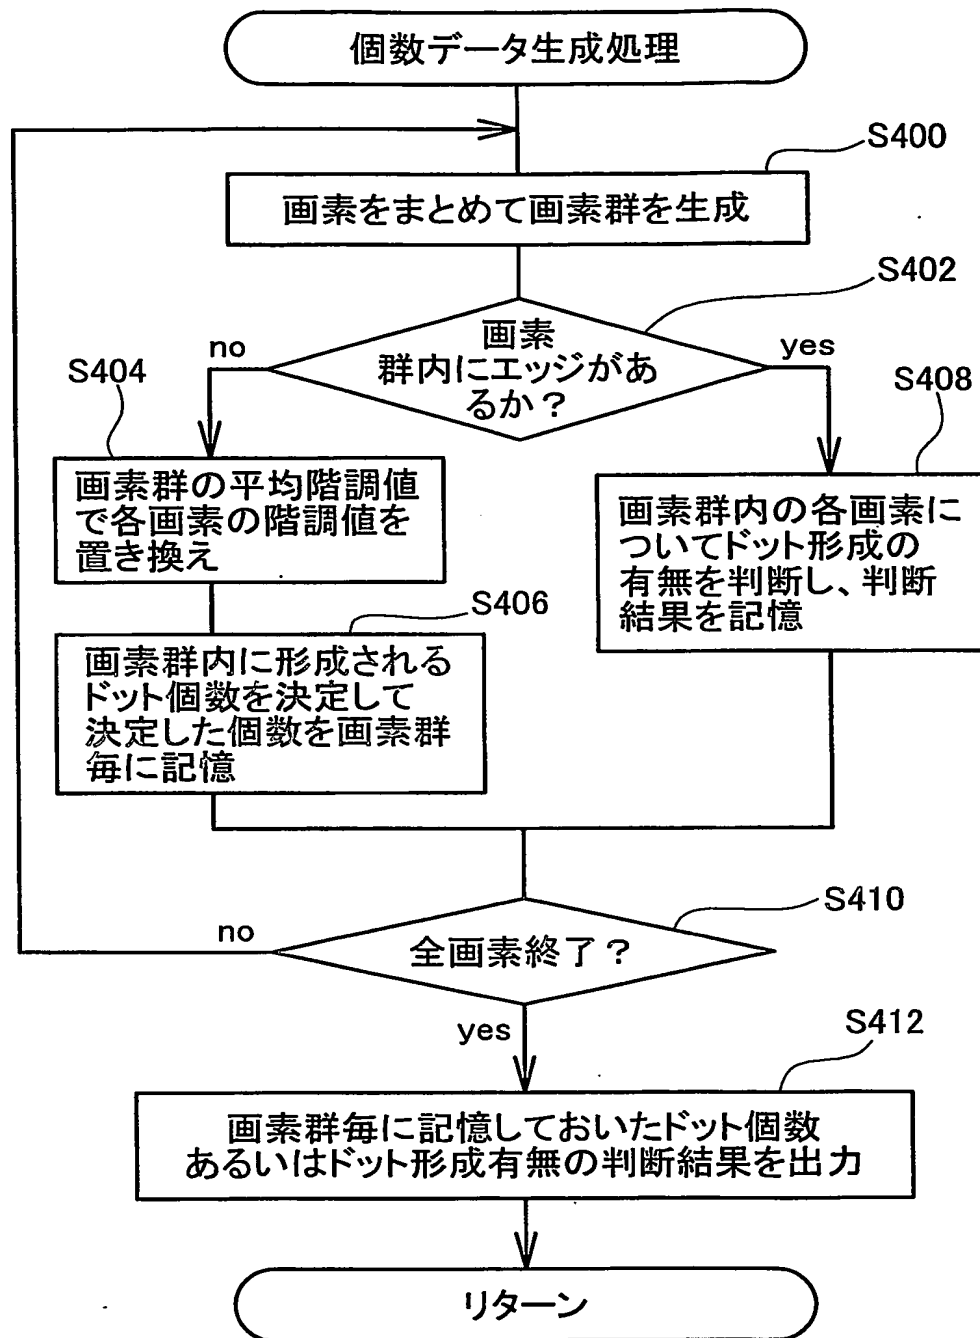 個数データ生成処理
S400
画素をまとめて画素群を生成
S402
画素
群内にエッジがあ
るか？
no
yes
S404
画素群の平均階調値
で各画素の階調値を
置き換え
S408
画素群内の各画素に
ついてドット形成の
有無を判断し、判断
結果を記憶
S406
画素群内に形成される
ドット個数を決定して
決定した個数を画素群
毎に記憶
S410
全画素終了？
no
yes
S412
画素群毎に記憶しておいたドット個数
あるいはドット形成有無の判断結果を出力
リターン